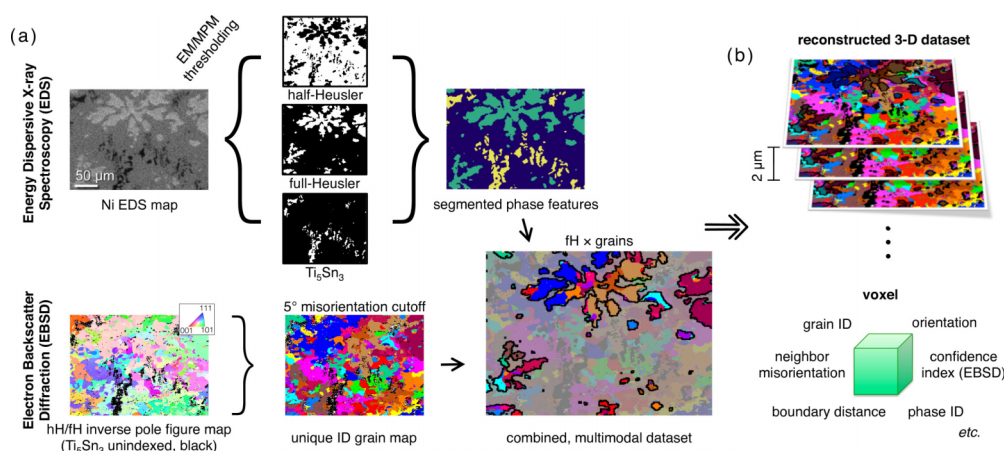 (a)
Energy Dispersive X-ray
Spectroscopy (EDS)
EM/MPM
thresholding
50 μm
Ni EDS map
half-Heusler
full-Heusler
Ti5Sn3
segmented phase features
Electron Backscatter
Diffraction (EBSD)
111
001 101
hH/fH inverse pole figure map
(Ti5Sn3 unindexed, black)
5° misorientation cutoff
unique ID grain map
fH × grains
combined, multimodal dataset
(b)
reconstructed 3-D dataset
2 μm
voxel
grain ID
orientation
neighbor
misorientation
confidence
index (EBSD)
boundary distance
phase ID
etc.